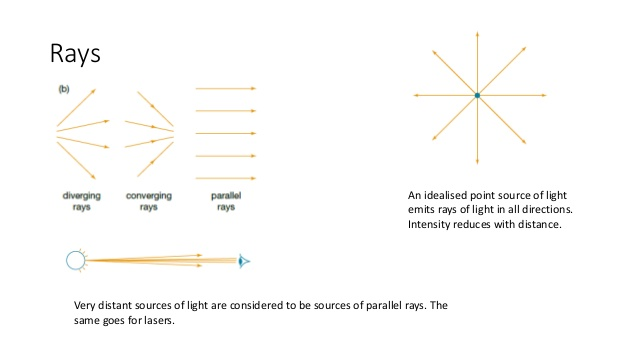 Rays
(b)
diverging
rays
converging
rays
parallel
rays
An idealised point source of light
emits rays of light in all directions.
Intensity reduces with distance.
Very distant sources of light are considered to be sources of parallel rays. The
same goes for lasers.